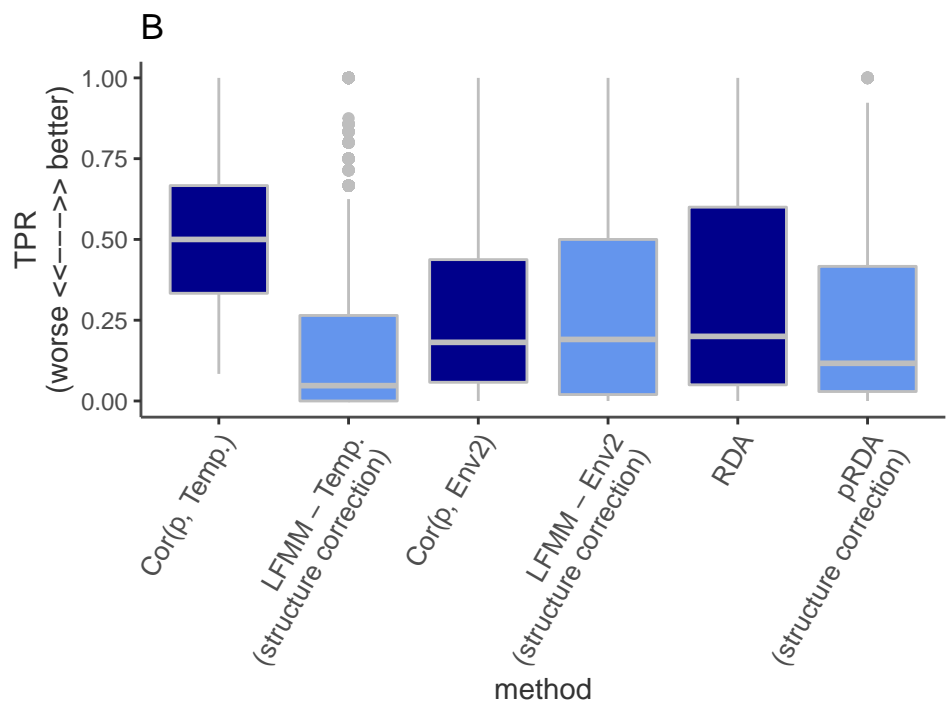 B
TPR
(worse <<−−−>> better)
1.00
0.75
0.50
0.25
0.00
Cor(p, Temp.)
LFMM − Temp.
(structure correction)
Cor(p, Env2)
LFMM − Env2
(structure correction)
RDA
pRDA
(structure correction)
method